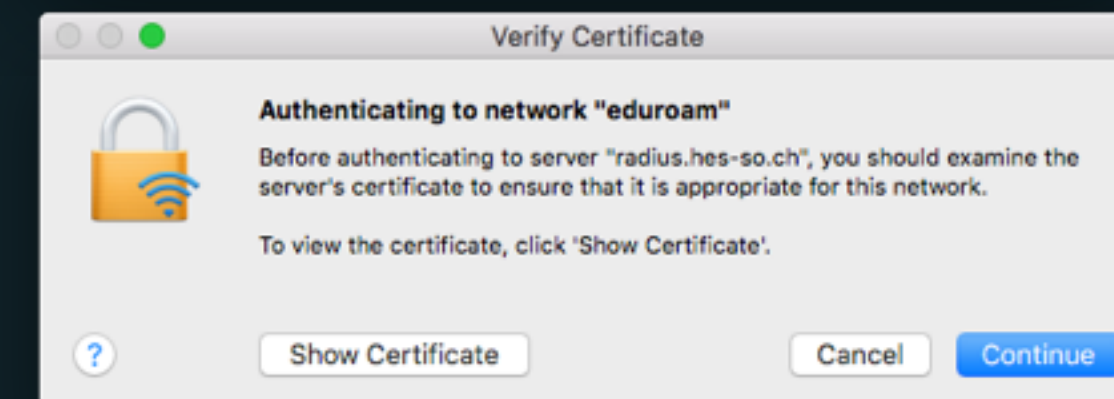 Verify Certificate
Authenticating to network "eduroam"
Before authenticating to server "radius.hes-so.ch", you should examine the
server's certificate to ensure that it is appropriate for this network.
To view the certificate, click 'Show Certificate'.
?
Show Certificate
Cancel
Continue